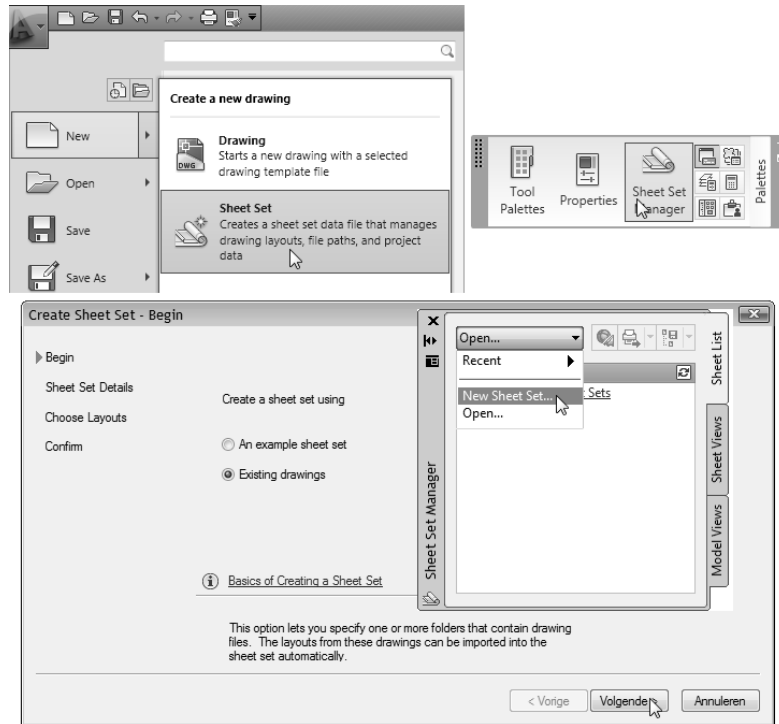 Create a new drawing
New
Drawing
Starts a new drawing with a selected
drawing template file
DWG
Open
Sheet Set
Creates a sheet set data file that manages
drawing layouts, file paths, and project
data
Save
Save As
Tool
Palettes
Properties
Sheet Set
Manager
Palettes
Create Sheet Set - Begin
Begin
Sheet Set Details
Choose Layouts
Confirm
Create a sheet set using
An example sheet set
Existing drawings
Basics of Creating a Sheet Set
This option lets you specify one or more folders that contain drawing
files. The layouts from these drawings can be imported into the
sheet set automatically.
Open...
Recent
New Sheet Set...
Sets
Open...
Sheet List
Sheet Views
Model Views
Sheet Set Manager
< Vorige
Volgende
Annuleren